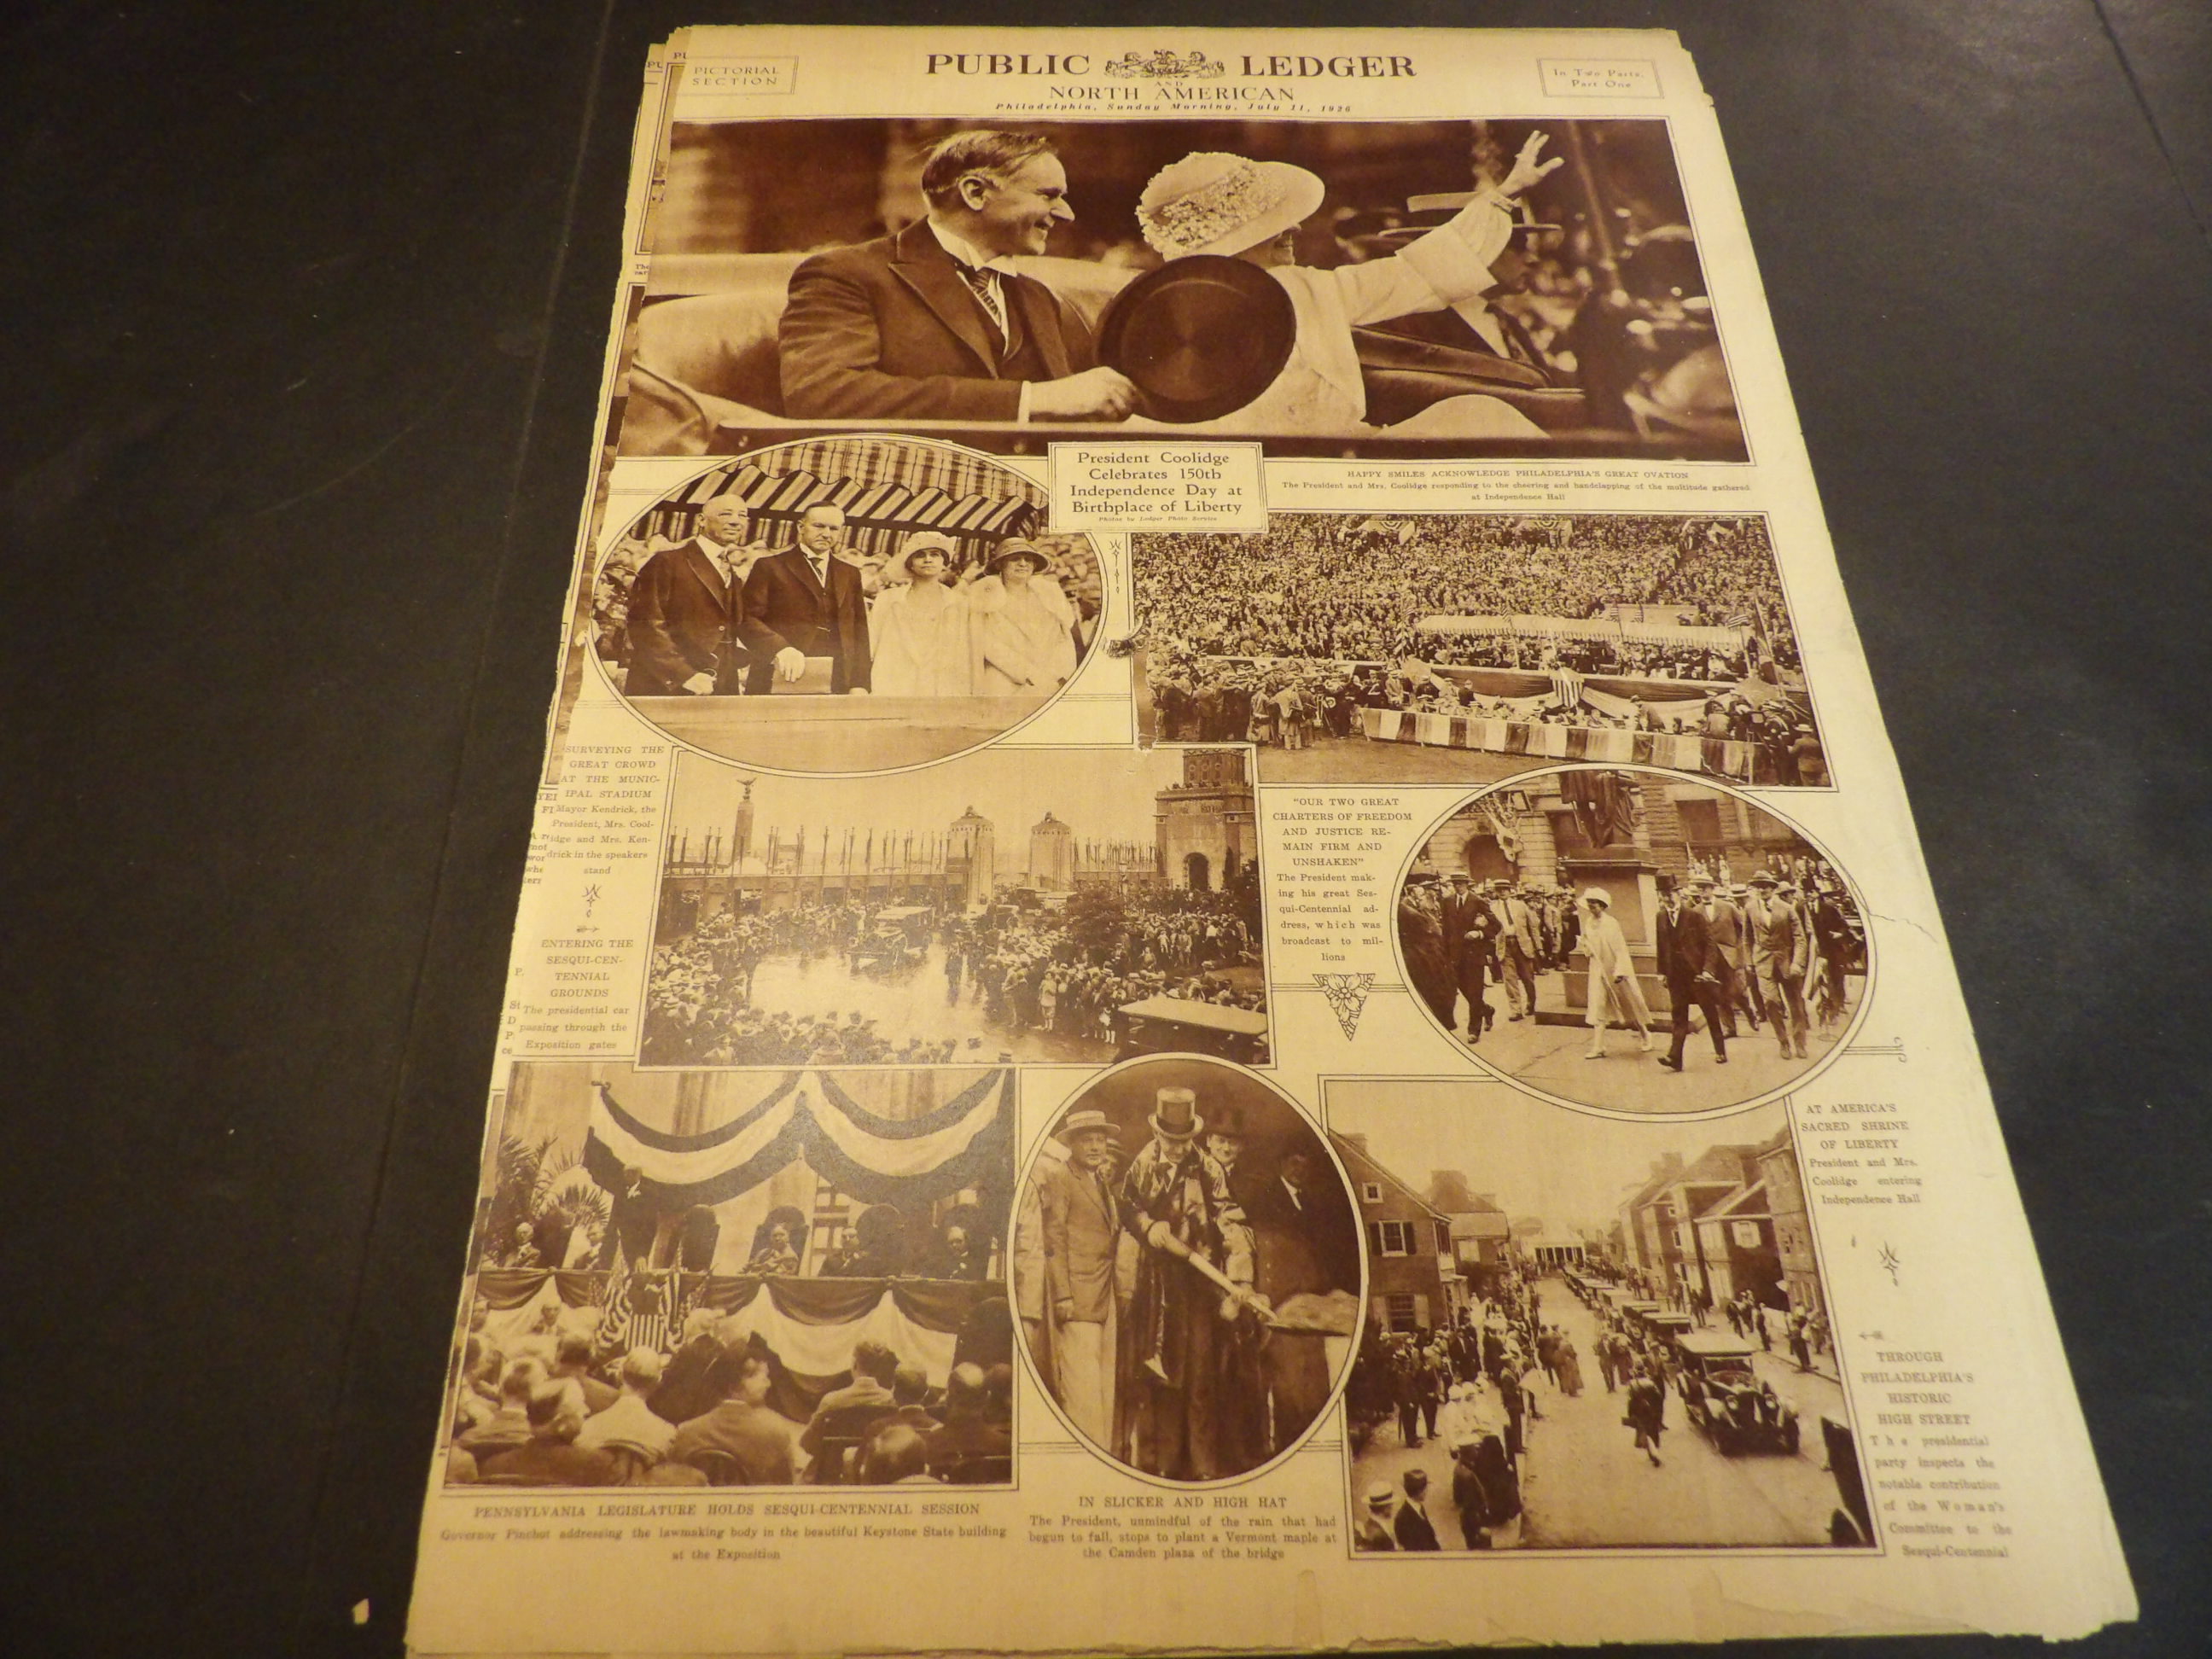 PICTORIAL
SECTION
PUBLIC LEDGER
AND
NORTH AMERICAN
Philadelphia, Sunday Morning, July 11, 1926
In Two Parts.
Part One
President Coolidge
Celebrates 150th
Independence Day at
Birthplace of Liberty
Photos by Ledger Photo Service
HAPPY SMILES ACKNOWLEDGE PHILADELPHIA'S GREAT OVATION
The President and Mrs. Coolidge responding to the cheering and handclapping of the multitude gathered
at Independence Hall
SURVEYING THE
GREAT CROWD
AT THE MUNIC-
IPAL STADIUM
Mayor Kendrick, the
President, Mrs. Cool-
idge and Mrs. Ken-
drick in the speakers
stand
ENTERING THE
SESQUI-CEN-
TENNIAL
GROUNDS
The presidential car
passing through the
Exposition gates
"OUR TWO GREAT
CHARTERS OF FREEDOM
AND JUSTICE RE-
MAIN FIRM AND
UNSHAKEN"
The President mak-
ing his great Ses-
qui-Centennial ad-
dress, which was
broadcast to mil-
lions
AT AMERICA'S
SACRED SHRINE
OF LIBERTY
President and Mrs.
Coolidge entering
Independence Hall
THROUGH
PHILADELPHIA'S
HISTORIC
HIGH STREET
The presidential
party inspects the
notable contribution
of the Woman's
Committee to the
Sesqui-Centennial
PENNSYLVANIA LEGISLATURE HOLDS SESQUI-CENTENNIAL SESSION
Governor Pinchot addressing the lawmaking body in the beautiful Keystone State building
at the Exposition
IN SLICKER AND HIGH HAT
The President, unmindful of the rain that had
begun to fall, stops to plant a Vermont maple at
the Camden plaza of the bridge